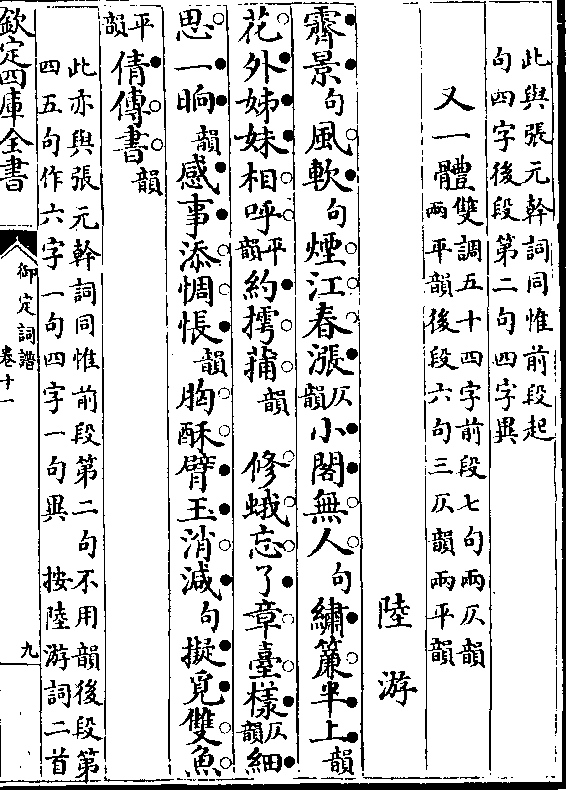 此與張元幹詞同惟前段起
句四字後段第二句四字異
又一體雙調五十四字前段七句兩仄韻
兩平韻後段六句三仄韻兩平韻
陸游
霽景句風軟句煙江春漲仄韻小閣無人句繡簾半上韻
花外姊妹相呼平韻約摴蒱韻 修蛾忘了章臺樣仄韻細
思一晌韻感事添惆悵韻胸酥臂玉消減句擬覓雙魚
平韻倩傳書韻
此亦與張元幹詞同惟前段第二句不用韻後段第
四五句作六字一句四字一句異 按陸游詞二首
欽定四庫全書
御定詞譜
卷十一
九